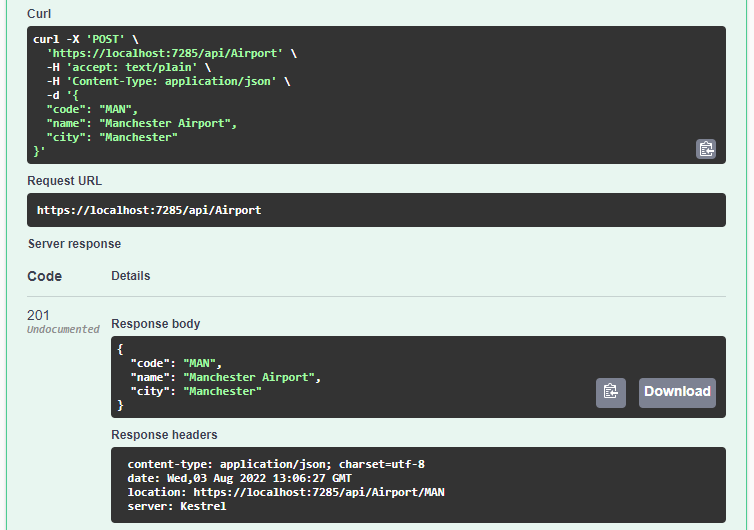 Curl
curl -X 'POST' \
  'https://localhost:7285/api/Airport' \
  -H 'accept: text/plain' \
  -H 'Content-Type: application/json' \
  -d '{
  "code": "MAN",
  "name": "Manchester Airport",
  "city": "Manchester"
}'
Request URL
https://localhost:7285/api/Airport
Server response
Code Details
201
Undocumented
Response body
{
  "code": "MAN",
  "name": "Manchester Airport",
  "city": "Manchester"
}
Download
Response headers
content-type: application/json; charset=utf-8
date: Wed,03 Aug 2022 13:06:27 GMT
location: https://localhost:7285/api/Airport/MAN
server: Kestrel